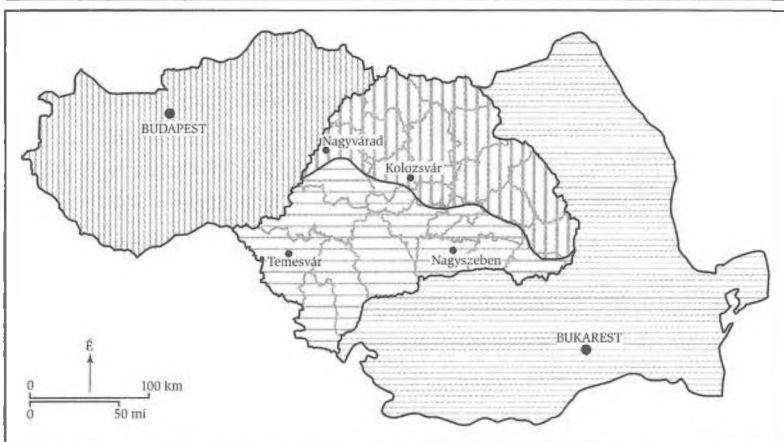 BUDAPEST
Nagyvárad
Kolozsvár
Temesvár
Nagyszeben
BUKAREST
É
0 100 km
0 50 mi